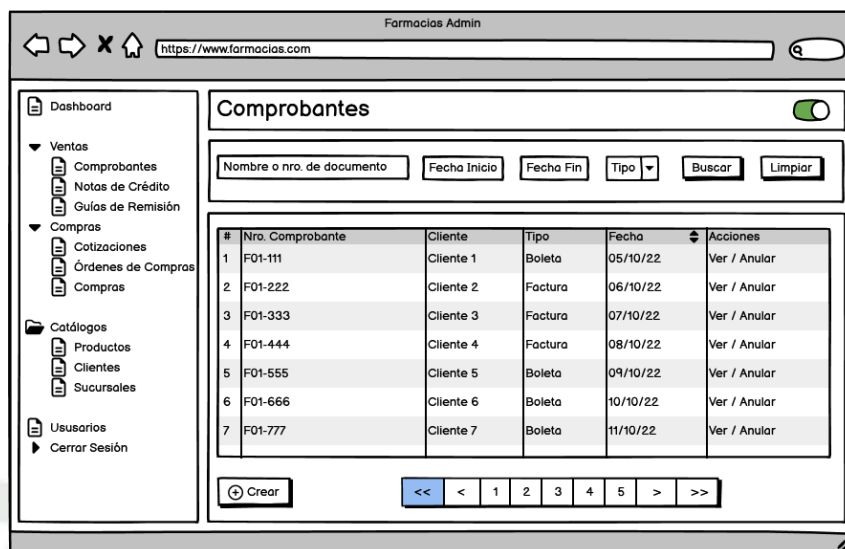 Farmacias Admin
https://www.farmacias.com
Dashboard
Ventas
Comprobantes
Notas de Crédito
Guías de Remisión
Compras
Cotizaciones
Órdenes de Compras
Compras
Catálogos
Productos
Clientes
Sucursales
Ususarios
Cerrar Sesión
Comprobantes
Nombre o nro. de documento Fecha Inicio Fecha Fin Tipo Buscar Limpiar
# Nro. Comprobante Cliente Tipo Fecha Acciones
1 F01-111 Cliente 1 Boleta 05/10/22 Ver / Anular
2 F01-222 Cliente 2 Factura 06/10/22 Ver / Anular
3 F01-333 Cliente 3 Factura 07/10/22 Ver / Anular
4 F01-444 Cliente 4 Factura 08/10/22 Ver / Anular
5 F01-555 Cliente 5 Boleta 09/10/22 Ver / Anular
6 F01-666 Cliente 6 Boleta 10/10/22 Ver / Anular
7 F01-777 Cliente 7 Boleta 11/10/22 Ver / Anular
Crear << < 1 2 3 4 5 > >>